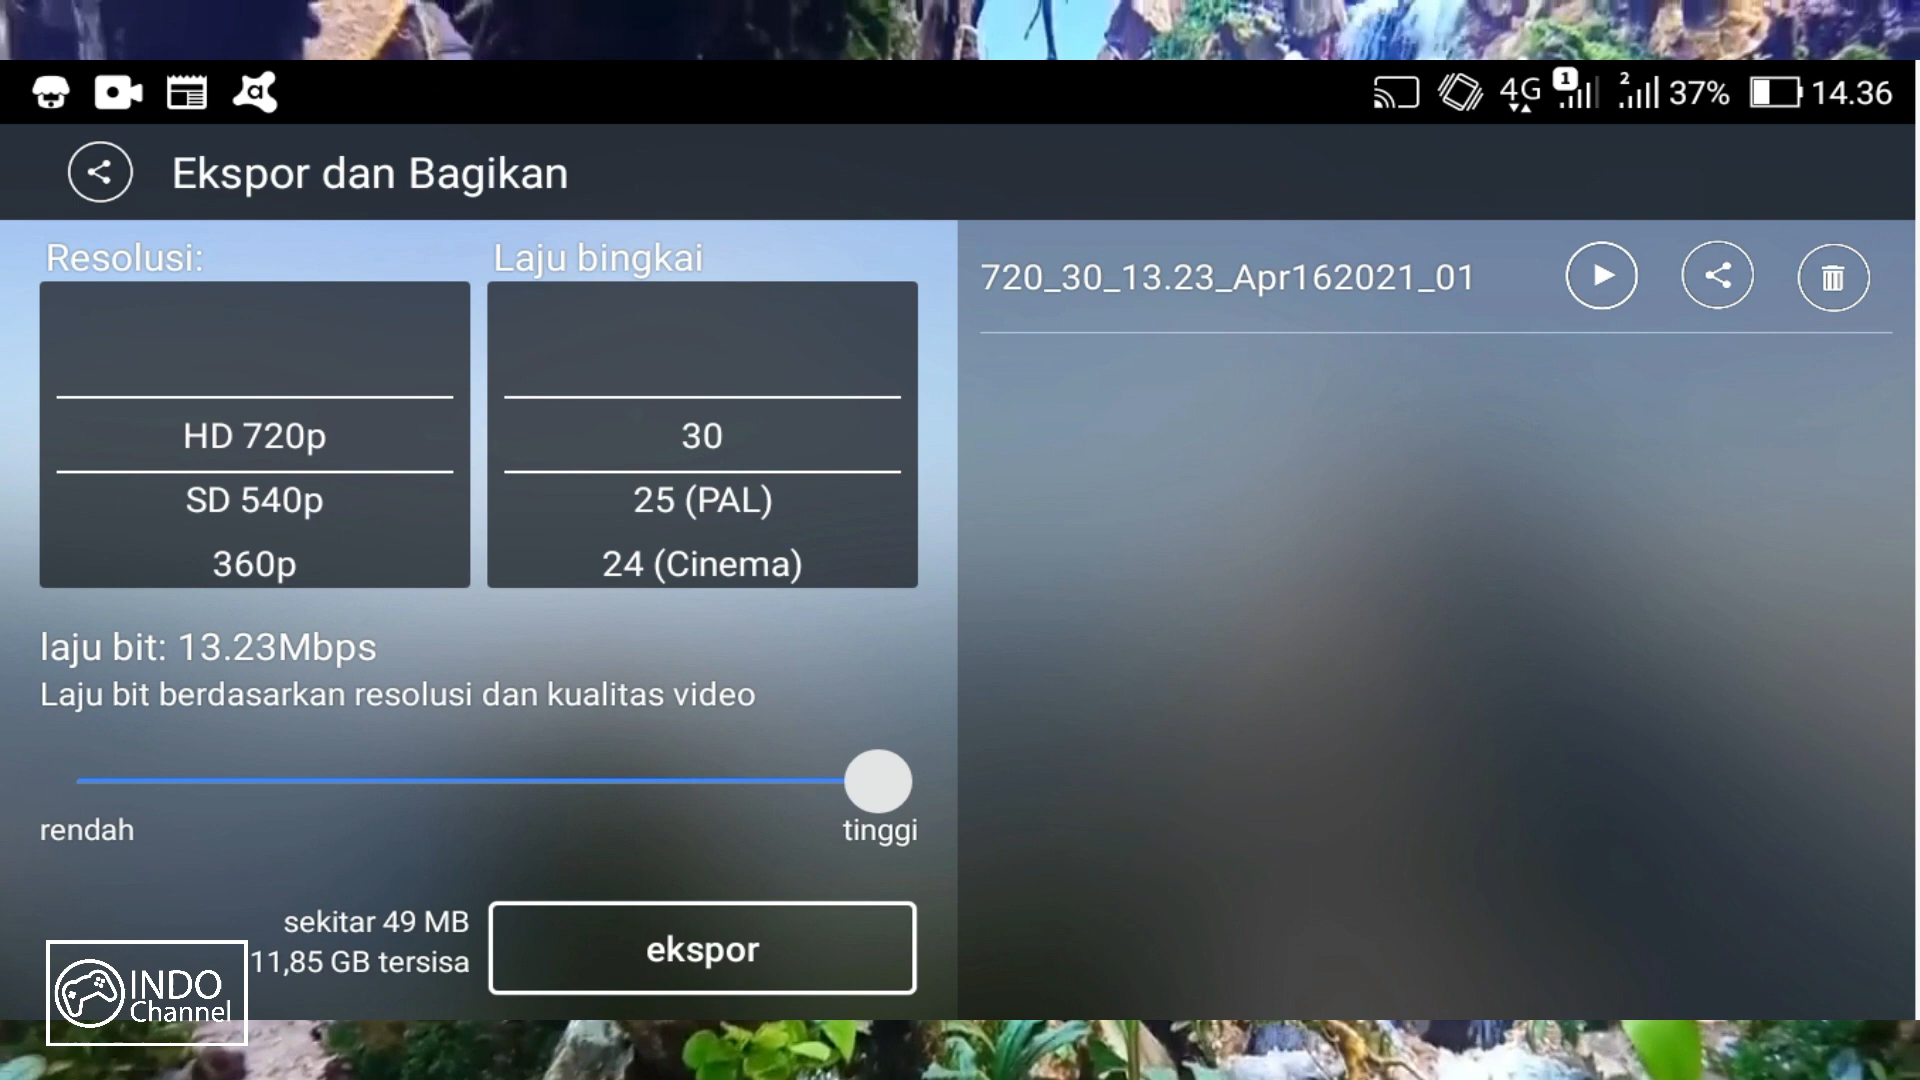 4G 1 2 37% 14.36
Ekspor dan Bagikan
Resolusi:
HD 720p
SD 540p
360p
Laju bingkai
30
25 (PAL)
24 (Cinema)
laju bit: 13.23Mbps
Laju bit berdasarkan resolusi dan kualitas video
rendah
tinggi
sekitar 49 MB
11,85 GB tersisa
ekspor
720_30_13.23_Apr162021_01
INDO
Channel